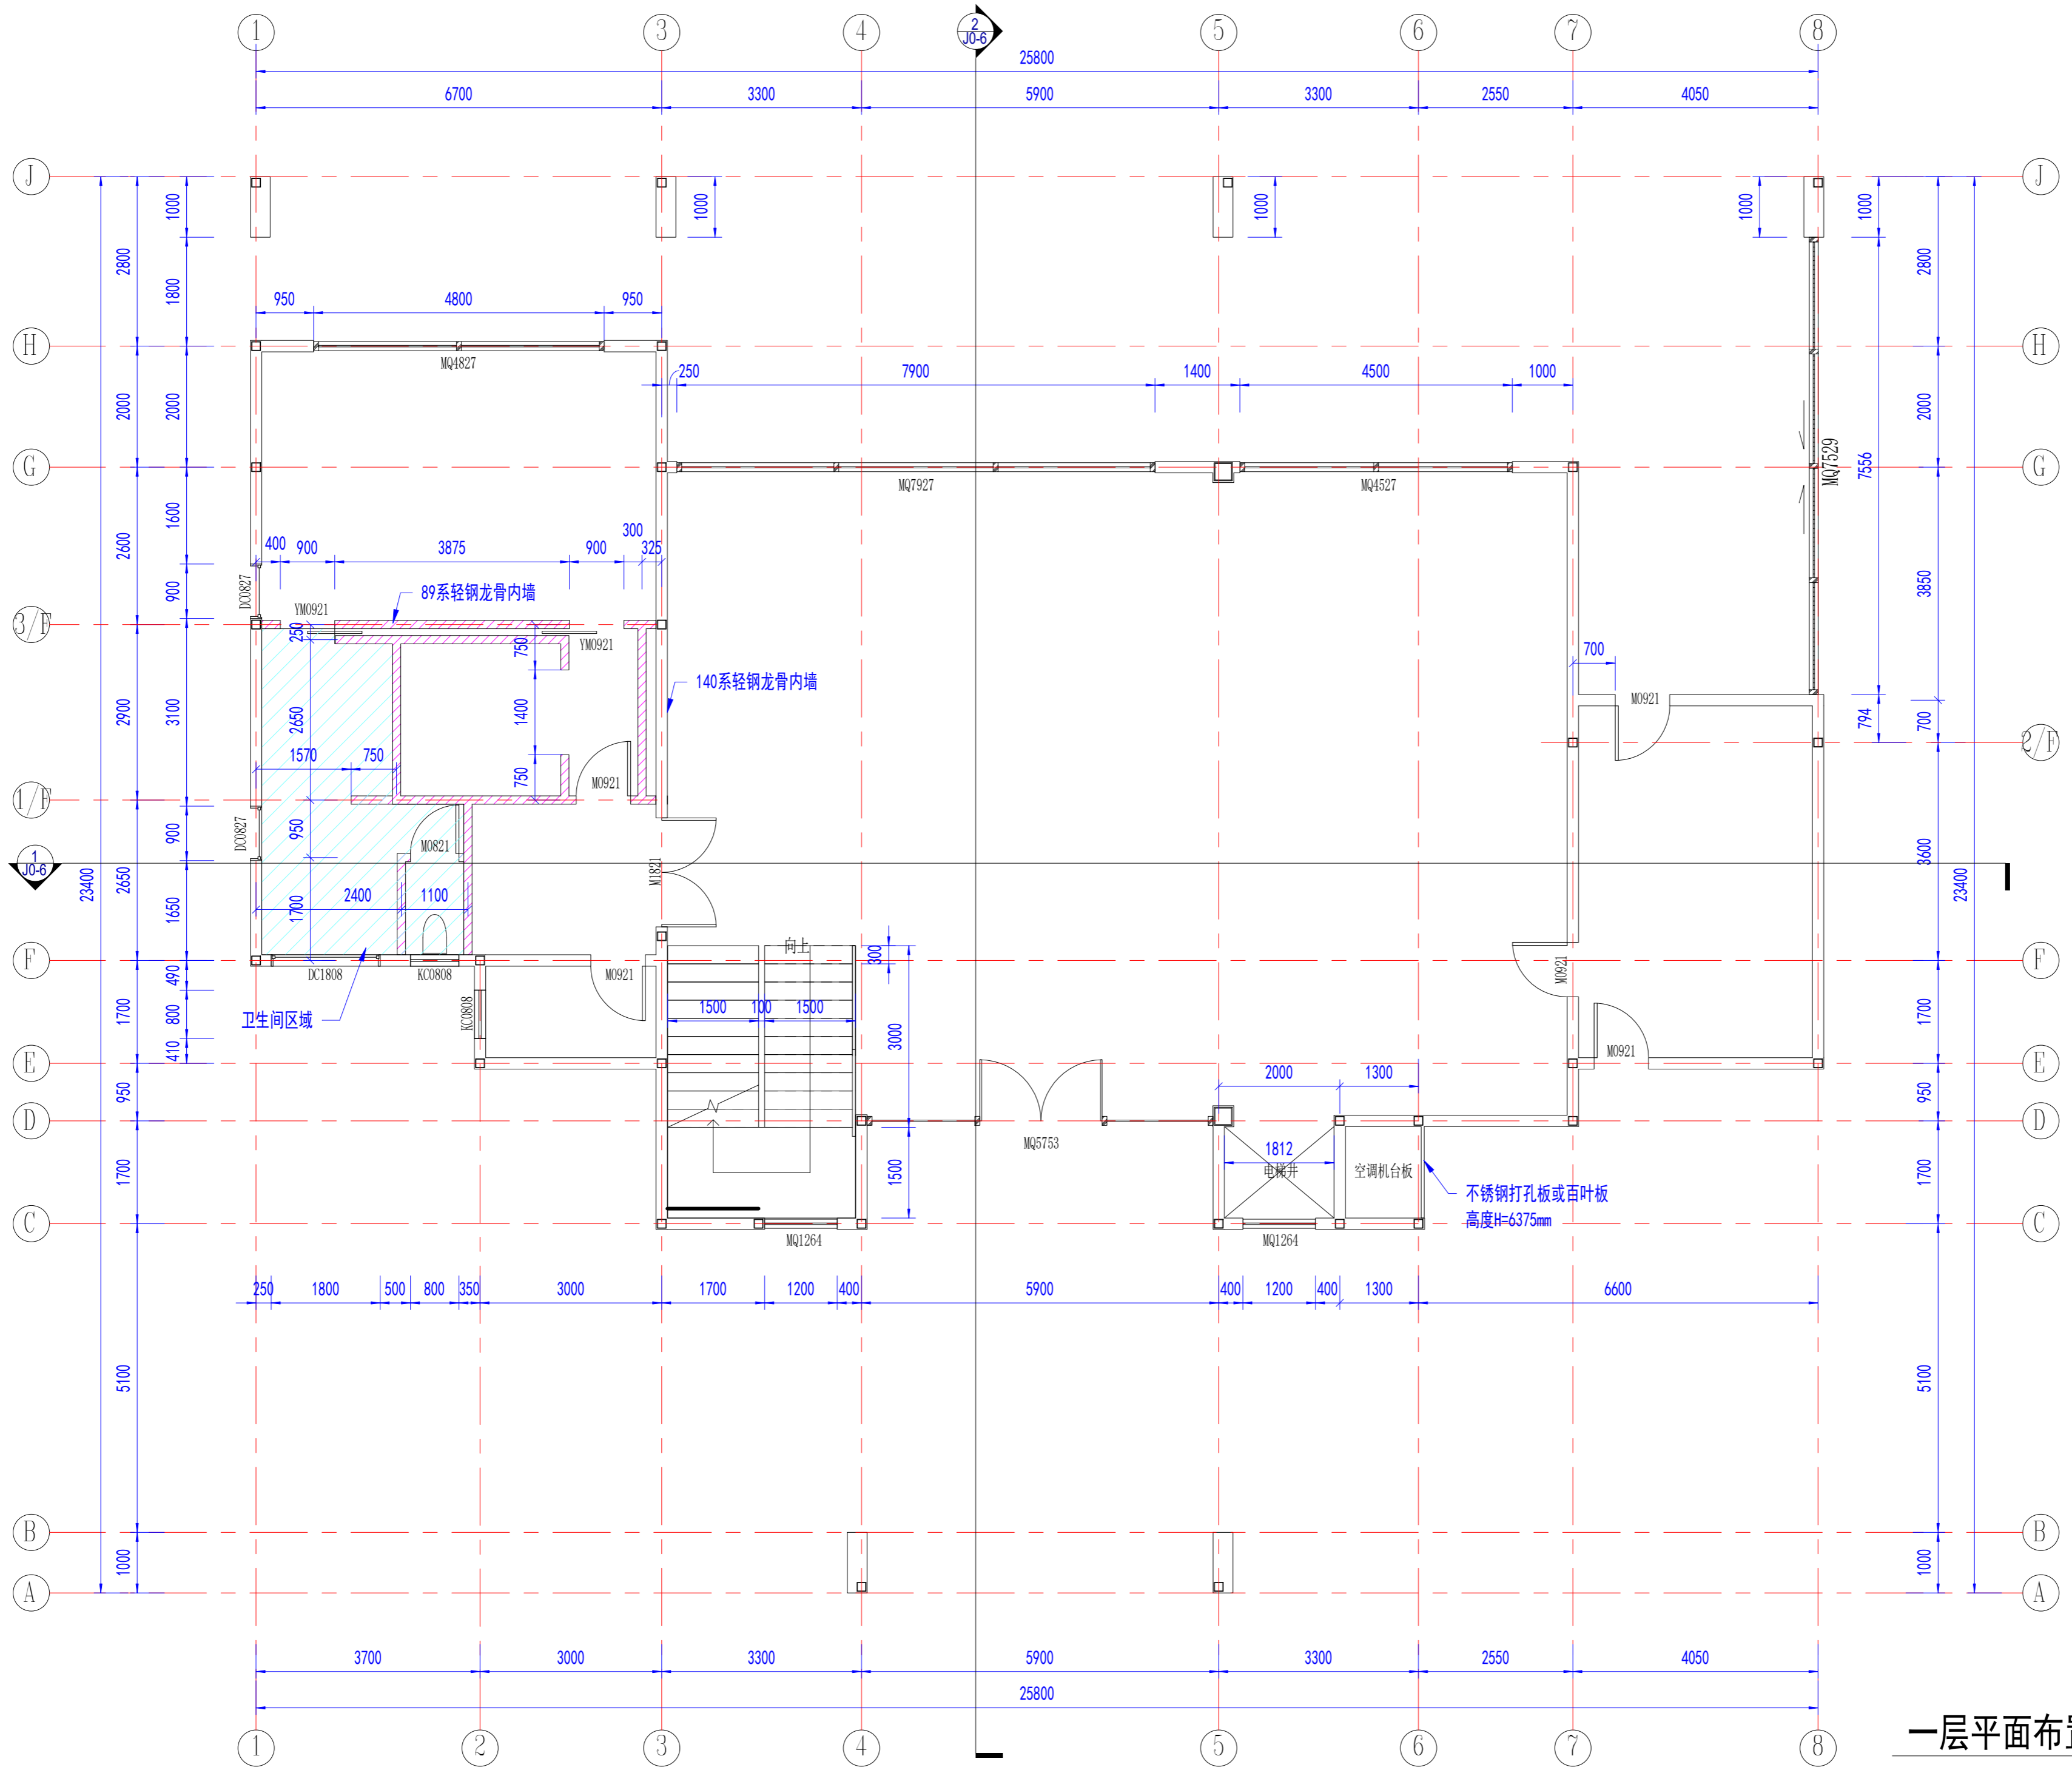 1
3
4
2
J0-6
5
6
7
8
25800
6700
3300
5900
3300
2550
4050
J
J
1000
1000
1000
1000
1000
2800
1800
2800
950
4800
950
H
H
MQ4827
250
7900
1400
4500
1000
2000
2000
2000
MQ7529
7556
G
G
MQ7927
MQ4527
2600
1600
400
900
3875
900
300
325
3850
DC0827
900
89系轻钢龙骨内墙
YM0921
3/F
250
YM0921
750
140系轻钢龙骨内墙
700
M0921
2900
3100
2650
1400
794
700
2/F
1570
750
750
M0921
1/F
DC0827
900
950
M0821
1
J0-6
M1821
23400
2650
1650
1700
2400
1100
3600
23400
向上
300
F
F
DC1808
KC0808
M0921
M0921
490
卫生间区域
KC0808
1500
100
1500
1700
800
410
3000
1700
M0921
E
E
2000
1300
950
950
D
D
MQ5753
1812
电梯井
空调机台板
1700
1500
不锈钢打孔板或百叶板
高度H=6375mm
1700
C
C
MQ1264
MQ1264
250
1800
500
800
350
3000
1700
1200
400
5900
400
1200
400
1300
6600
5100
5100
B
B
1000
1000
A
A
3700
3000
3300
5900
3300
2550
4050
25800
1
2
3
4
5
6
7
8
一层平面布